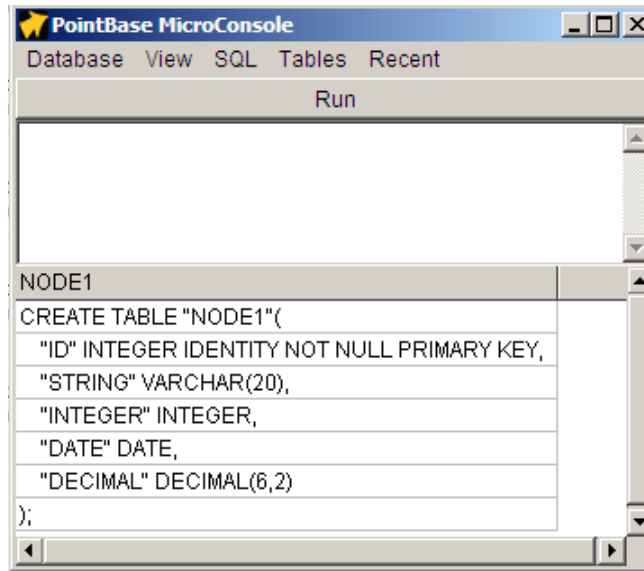 PointBase MicroConsole
Database View SQL Tables Recent
Run
NODE1
CREATE TABLE "NODE1"(
"ID" INTEGER IDENTITY NOT NULL PRIMARY KEY,
"STRING" VARCHAR(20),
"INTEGER" INTEGER,
"DATE" DATE,
"DECIMAL" DECIMAL(6,2)
);